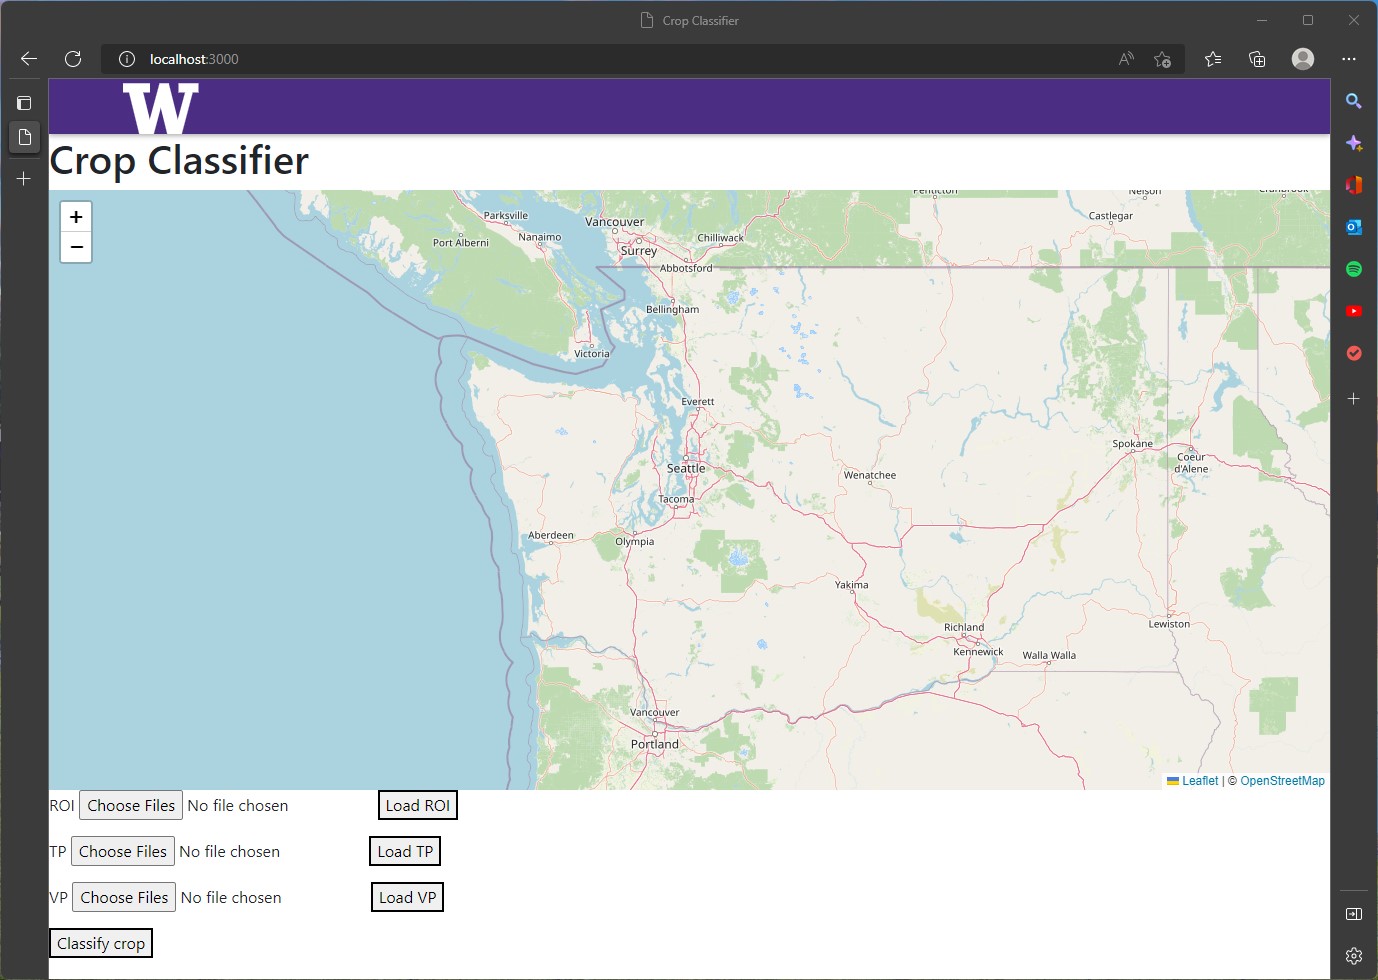 Crop Classifier
localhost:3000
W
Crop Classifier
+
−
Penticton
Nelson
Cranbrook
Parksville
Vancouver
Castlegar
Port Alberni
Nanaimo
Surrey
Chilliwack
Abbotsford
Bellingham
Victoria
Everett
Spokane
Coeur
d'Alene
Seattle
Wenatchee
Tacoma
Aberdeen
Olympia
Yakima
Richland
Lewiston
Kennewick
Walla Walla
Vancouver
Portland
Leaflet | © OpenStreetMap
ROI Choose Files No file chosen Load ROI
TP Choose Files No file chosen Load TP
VP Choose Files No file chosen Load VP
Classify crop